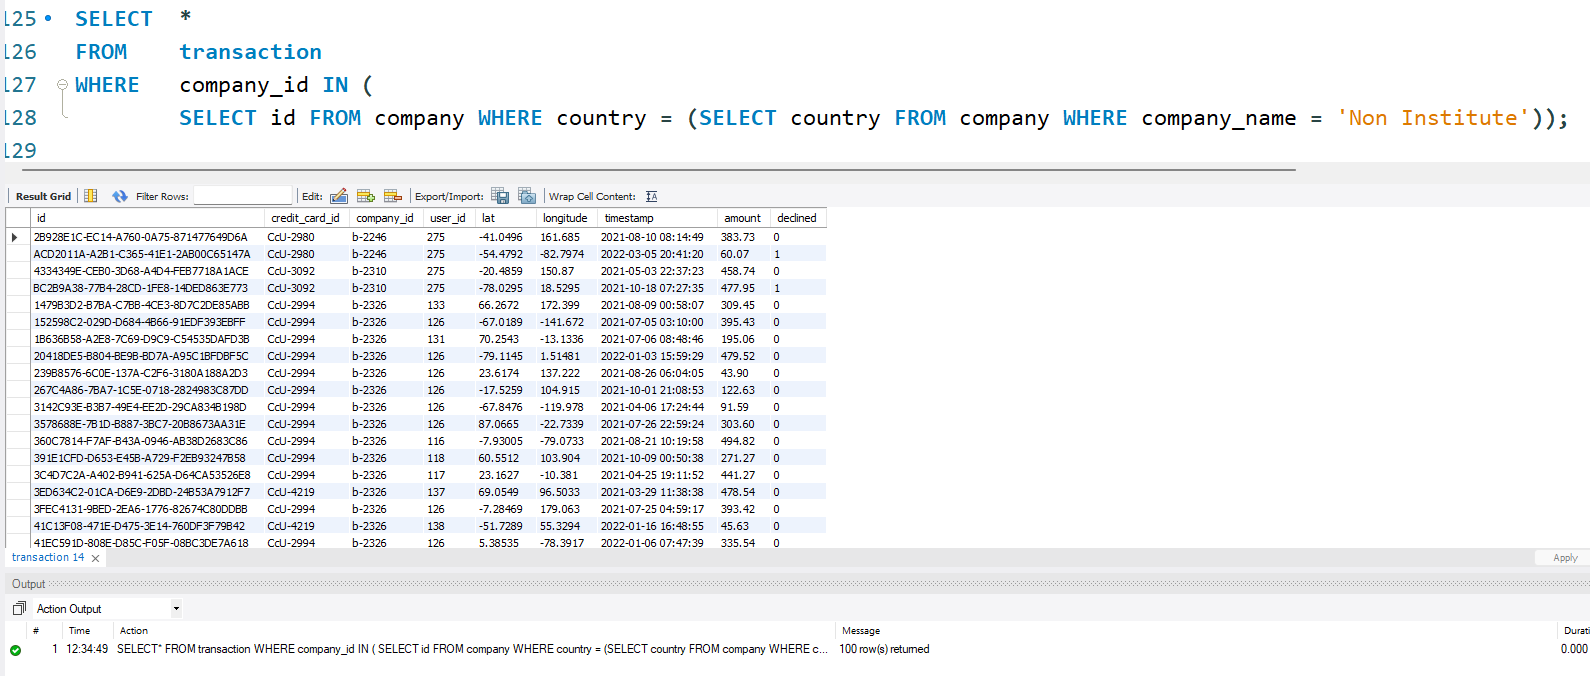 125 SELECT *
126 FROM transaction
127 WHERE company_id IN (
128 SELECT id FROM company WHERE country = (SELECT country FROM company WHERE company_name = 'Non Institute'));
129
Result Grid Filter Rows: Edit: Export/Import: Wrap Cell Content: IA
id credit_card_id company_id user_id lat longitude timestamp amount declined
2B928E1C-EC14-A760-0A75-871477649D6A CcU-2980 b-2246 275 -41.0496 161.685 2021-08-10 08:14:49 383.73 0
ACD2011A-A2B1-C365-41E1-2AB00C65147A CcU-2980 b-2246 275 -54.4792 -82.7974 2022-03-05 20:41:20 60.07 1
4334349E-CEB0-3D68-A4D4-FEB7718A1ACE CcU-3092 b-2310 275 -20.4859 150.87 2021-05-03 22:37:23 458.74 0
BC2B9A38-77B4-28CD-1FE8-14DED863E773 CcU-3092 b-2310 275 -78.0295 18.5295 2021-10-18 07:27:35 477.95 1
1479B3D2-B7BA-C7BB-4CE3-8D7C2DE85ABB CcU-2994 b-2326 133 66.2672 172.399 2021-08-09 00:58:07 309.45 0
152598C2-029D-D684-4B66-91EDF393EBFF CcU-2994 b-2326 126 -67.0189 -141.672 2021-07-05 03:10:00 395.43 0
1B636B58-A2E8-7C69-D9C9-C54535DAFD3B CcU-2994 b-2326 131 70.2543 -13.1336 2021-07-06 08:48:46 195.06 0
20418DE5-B804-BE9B-BD7A-A95C1BFDBF5C CcU-2994 b-2326 126 -79.1145 1.51481 2022-01-03 15:59:29 479.52 0
239B8576-6C0E-137A-C2F6-3180A188A2D3 CcU-2994 b-2326 126 23.6174 137.222 2021-08-26 06:04:05 43.90 0
267C4A86-7BA7-1C5E-0718-2824983C87DD CcU-2994 b-2326 126 -17.5259 104.915 2021-10-01 21:08:53 122.63 0
3142C93E-B3B7-49E4-EE2D-29CA834B198D CcU-2994 b-2326 126 -67.8476 -119.978 2021-04-06 17:24:44 91.59 0
3578688E-7B1D-B887-3BC7-20B8673AA31E CcU-2994 b-2326 126 87.0665 -22.7339 2021-07-26 22:59:24 303.60 0
360C7814-F7AF-B43A-0946-AB38D2683C86 CcU-2994 b-2326 116 -7.93005 -79.0733 2021-08-21 10:19:58 494.82 0
391E1CFD-D653-E45B-A729-F2EB93247B58 CcU-2994 b-2326 118 60.5512 103.904 2021-10-09 00:50:38 271.27 0
3C4D7C2A-A402-B941-625A-D64CA53526E8 CcU-2994 b-2326 117 23.1627 -10.381 2021-04-25 19:11:52 441.27 0
3ED634C2-01CA-D6E9-2DBD-24B53A7912F7 CcU-4219 b-2326 137 69.0549 96.5033 2021-03-29 11:38:38 478.54 0
3FEC4131-9BED-2EA6-1776-82674C80DDBB CcU-2994 b-2326 126 -7.28469 179.063 2021-07-25 04:59:17 393.42 0
41C13F08-471E-D475-3E14-760DF3F79B42 CcU-4219 b-2326 138 -51.7289 55.3294 2022-01-16 16:48:55 45.63 0
41EC591D-808E-D85C-F05F-08BC3DE7A618 CcU-2994 b-2326 126 5.38535 -78.3917 2022-01-06 07:47:39 335.54 0
transaction 14 Apply
Output
Action Output
# Time Action Message Durati
1 12:34:49 SELECT* FROM transaction WHERE company_id IN ( SELECT id FROM company WHERE country = (SELECT country FROM company WHERE c... 100 row(s) returned 0.000